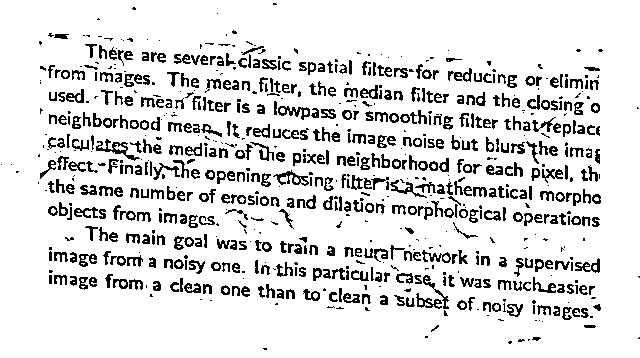 There are several classic spatial filters for reducing or elimin
from images. The mean filter, the median filter and the closing o
used. The mean filter is a lowpass or smoothing filter that replace
neighborhood mean. It reduces the image noise but blurs the imag
calculates the median of the pixel neighborhood for each pixel, th
effect. Finally, the opening closing filter is a mathematical morpho
the same number of erosion and dilation morphological operations
objects from images.
The main goal was to train a neural network in a supervised
image from a noisy one. In this particular case, it was much easier
image from a clean one than to clean a subset of noisy images.